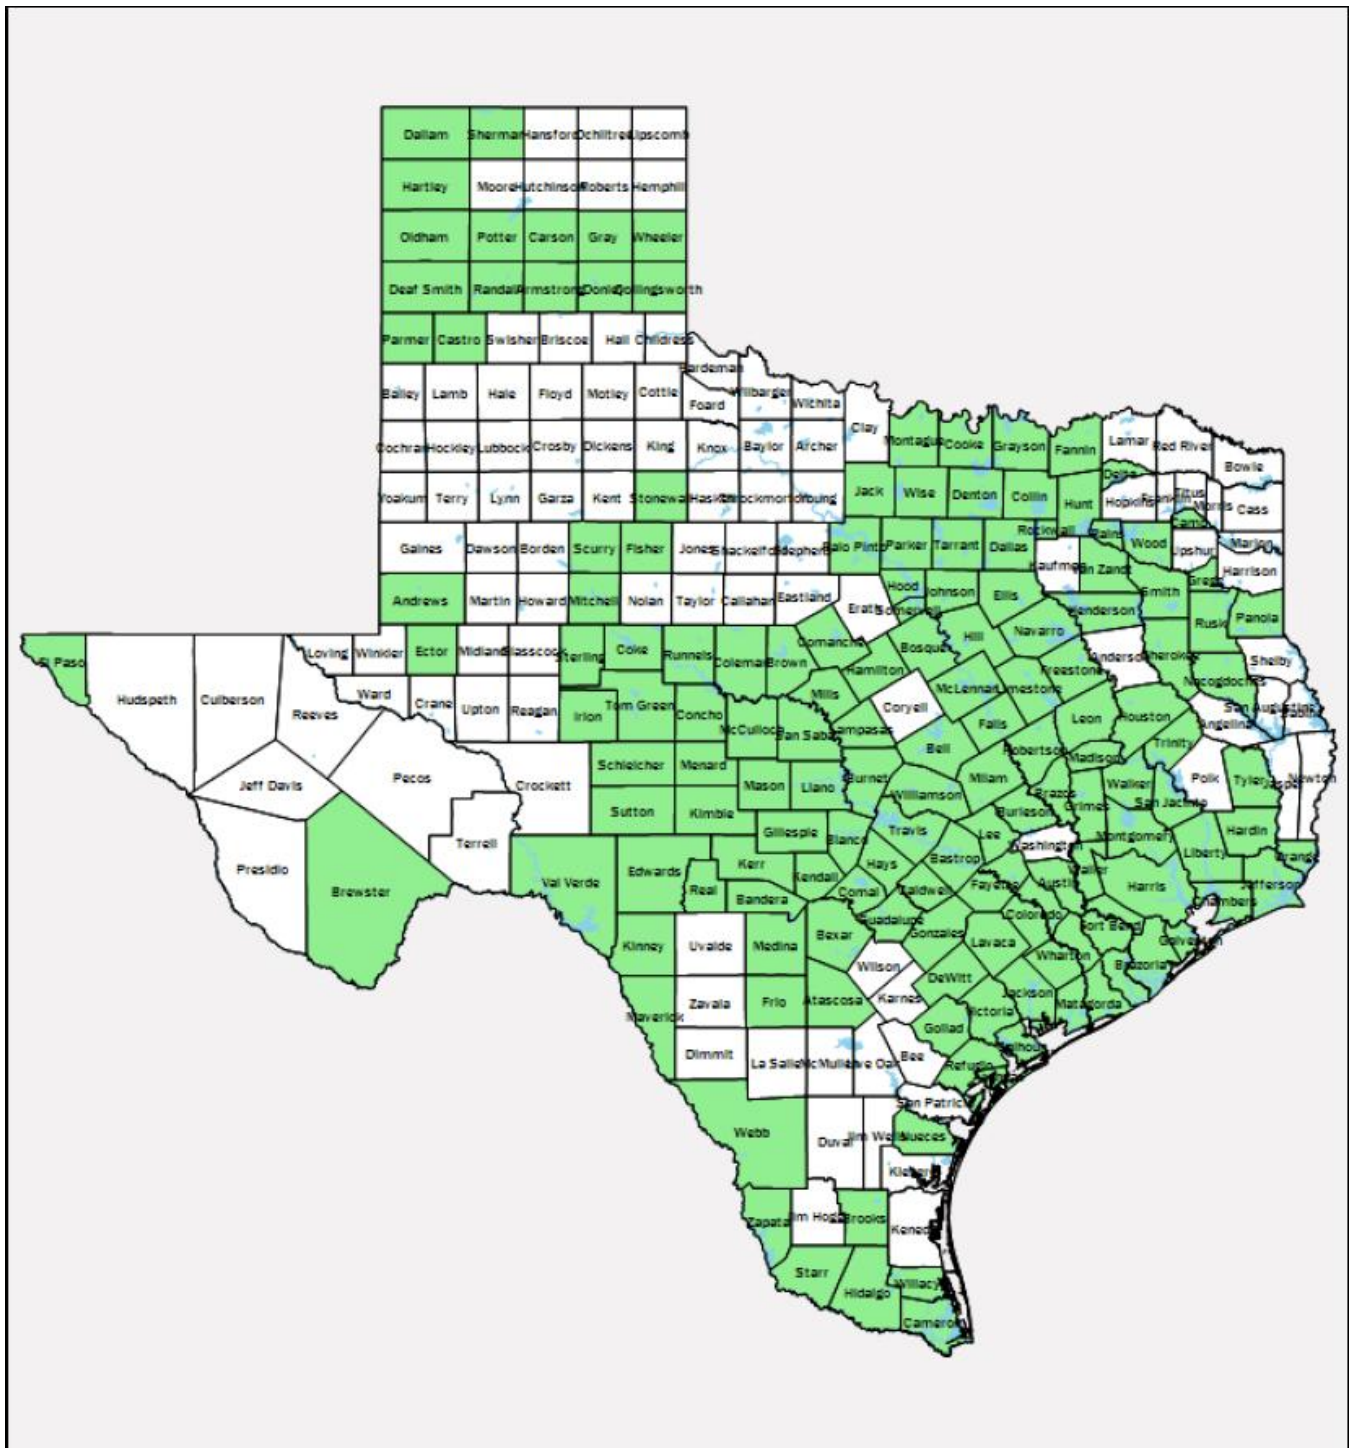 Dallam Sherman Hansford Ochiltree Lipscomb
Hartley Moore Hutchinson Roberts Hemphill
Oldham Potter Carson Gray Wheeler
Deaf Smith Randall Armstrong Donley Collingsworth
Parmer Castro Swisher Briscoe Hall Childress
Hardeman
Bailey Lamb Hale Floyd Motley Cottle Foard Wilbarger Wichita
Clay Montague Cooke Grayson Fannin Lamar Red River Bowie
Cochran Hockley Lubbock Crosby Dickens King Knox Baylor Archer
Delta
Yoakum Terry Lynn Garza Kent Stonewall Haskell Throckmorton Young Jack Wise Denton Collin Hunt Hopkins Franklin Titus Morris Cass
Rockwall Rains Wood Camp Upshur Marion
Gaines Dawson Borden Scurry Fisher Jones Shackelford Stephens Palo Pinto Parker Tarrant Dallas Kaufman Van Zandt Harrison
Andrews Martin Howard Mitchell Nolan Taylor Callahan Eastland Erath Hood Somervell Johnson Ellis Henderson Smith Gregg Rusk Panola
El Paso Hudspeth Culberson Reeves Loving Winkler Ector Midland Glasscock Sterling Coke Runnels Coleman Brown Comanche Hamilton Bosque Hill Navarro Freestone Anderson Cherokee Nacogdoches Shelby
Ward Crane Upton Reagan Irion Tom Green Concho McCulloch San Saba Mills Lampasas Coryell McLennan Limestone Falls Leon Houston Angelina San Augustine Sabine
Jeff Davis Pecos Crockett Schleicher Menard Mason Llano Burnet Bell Milam Robertson Madison Trinity Polk Tyler Jasper Newton
Presidio Brewster Terrell Sutton Kimble Gillespie Blanco Williamson Travis Burleson Brazos Grimes Walker San Jacinto Montgomery Liberty Hardin Orange
Val Verde Edwards Real Kerr Bandera Kendall Comal Hays Caldwell Bastrop Lee Fayette Washington Austin Waller Harris Chambers Jefferson
Kinney Uvalde Medina Bexar Guadalupe Gonzales Lavaca Colorado Wharton Fort Bend Brazoria Galveston
Maverick Zavala Frio Atascosa Wilson Karnes DeWitt Victoria Jackson Matagorda
Dimmit La Salle McMullen Live Oak Bee Goliad Refugio Calhoun
Webb Duval Jim Wells San Patricio Nueces Kleberg
Zapata Jim Hogg Brooks Kenedy
Starr Hidalgo Willacy Cameron